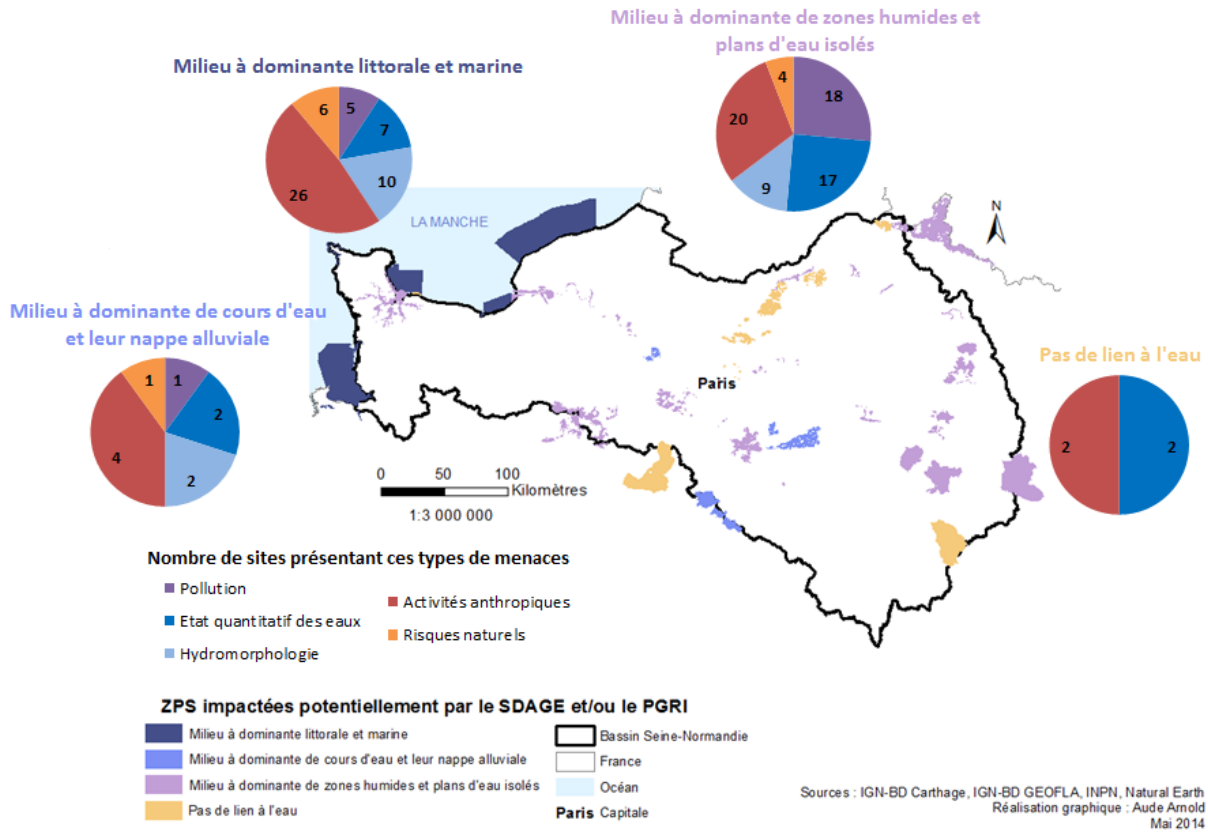 Milieu à dominante de zones humides et
plans d'eau isolés
4
18
20
9
17
Milieu à dominante littorale et marine
6
5
7
10
26
LA MANCHE
N
Milieu à dominante de cours d'eau
et leur nappe alluviale
1
1
2
4
2
Pas de lien à l'eau
2
2
Paris
0 50 100
Kilomètres
1:3 000 000
Nombre de sites présentant ces types de menaces
Pollution
Etat quantitatif des eaux
Hydromorphologie
Activités anthropiques
Risques naturels
ZPS impactées potentiellement par le SDAGE et/ou le PGRI
Milieu à dominante littorale et marine
Milieu à dominante de cours d'eau et leur nappe alluviale
Milieu à dominante de zones humides et plans d'eau isolés
Pas de lien à l'eau
Bassin Seine-Normandie
France
Océan
Paris Capitale
Sources : IGN-BD Carthage, IGN-BD GEOFLA, INPN, Natural Earth
Réalisation graphique : Aude Arnold
Mai 2014